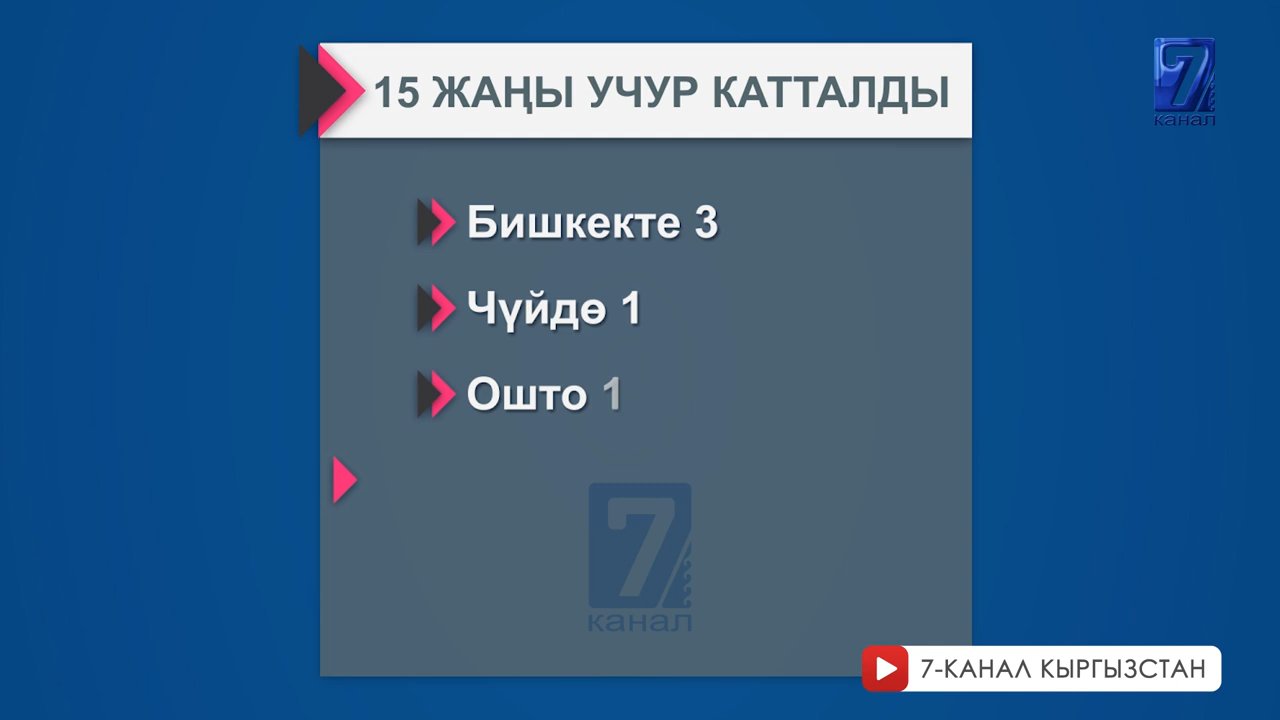 15 ЖАҢЫ УЧУР КАТТАЛДЫ
7
канал
Бишкекте 3
Чүйдө 1
Ошто 1
7
канал
7-КАНАЛ КЫРГЫЗСТАН